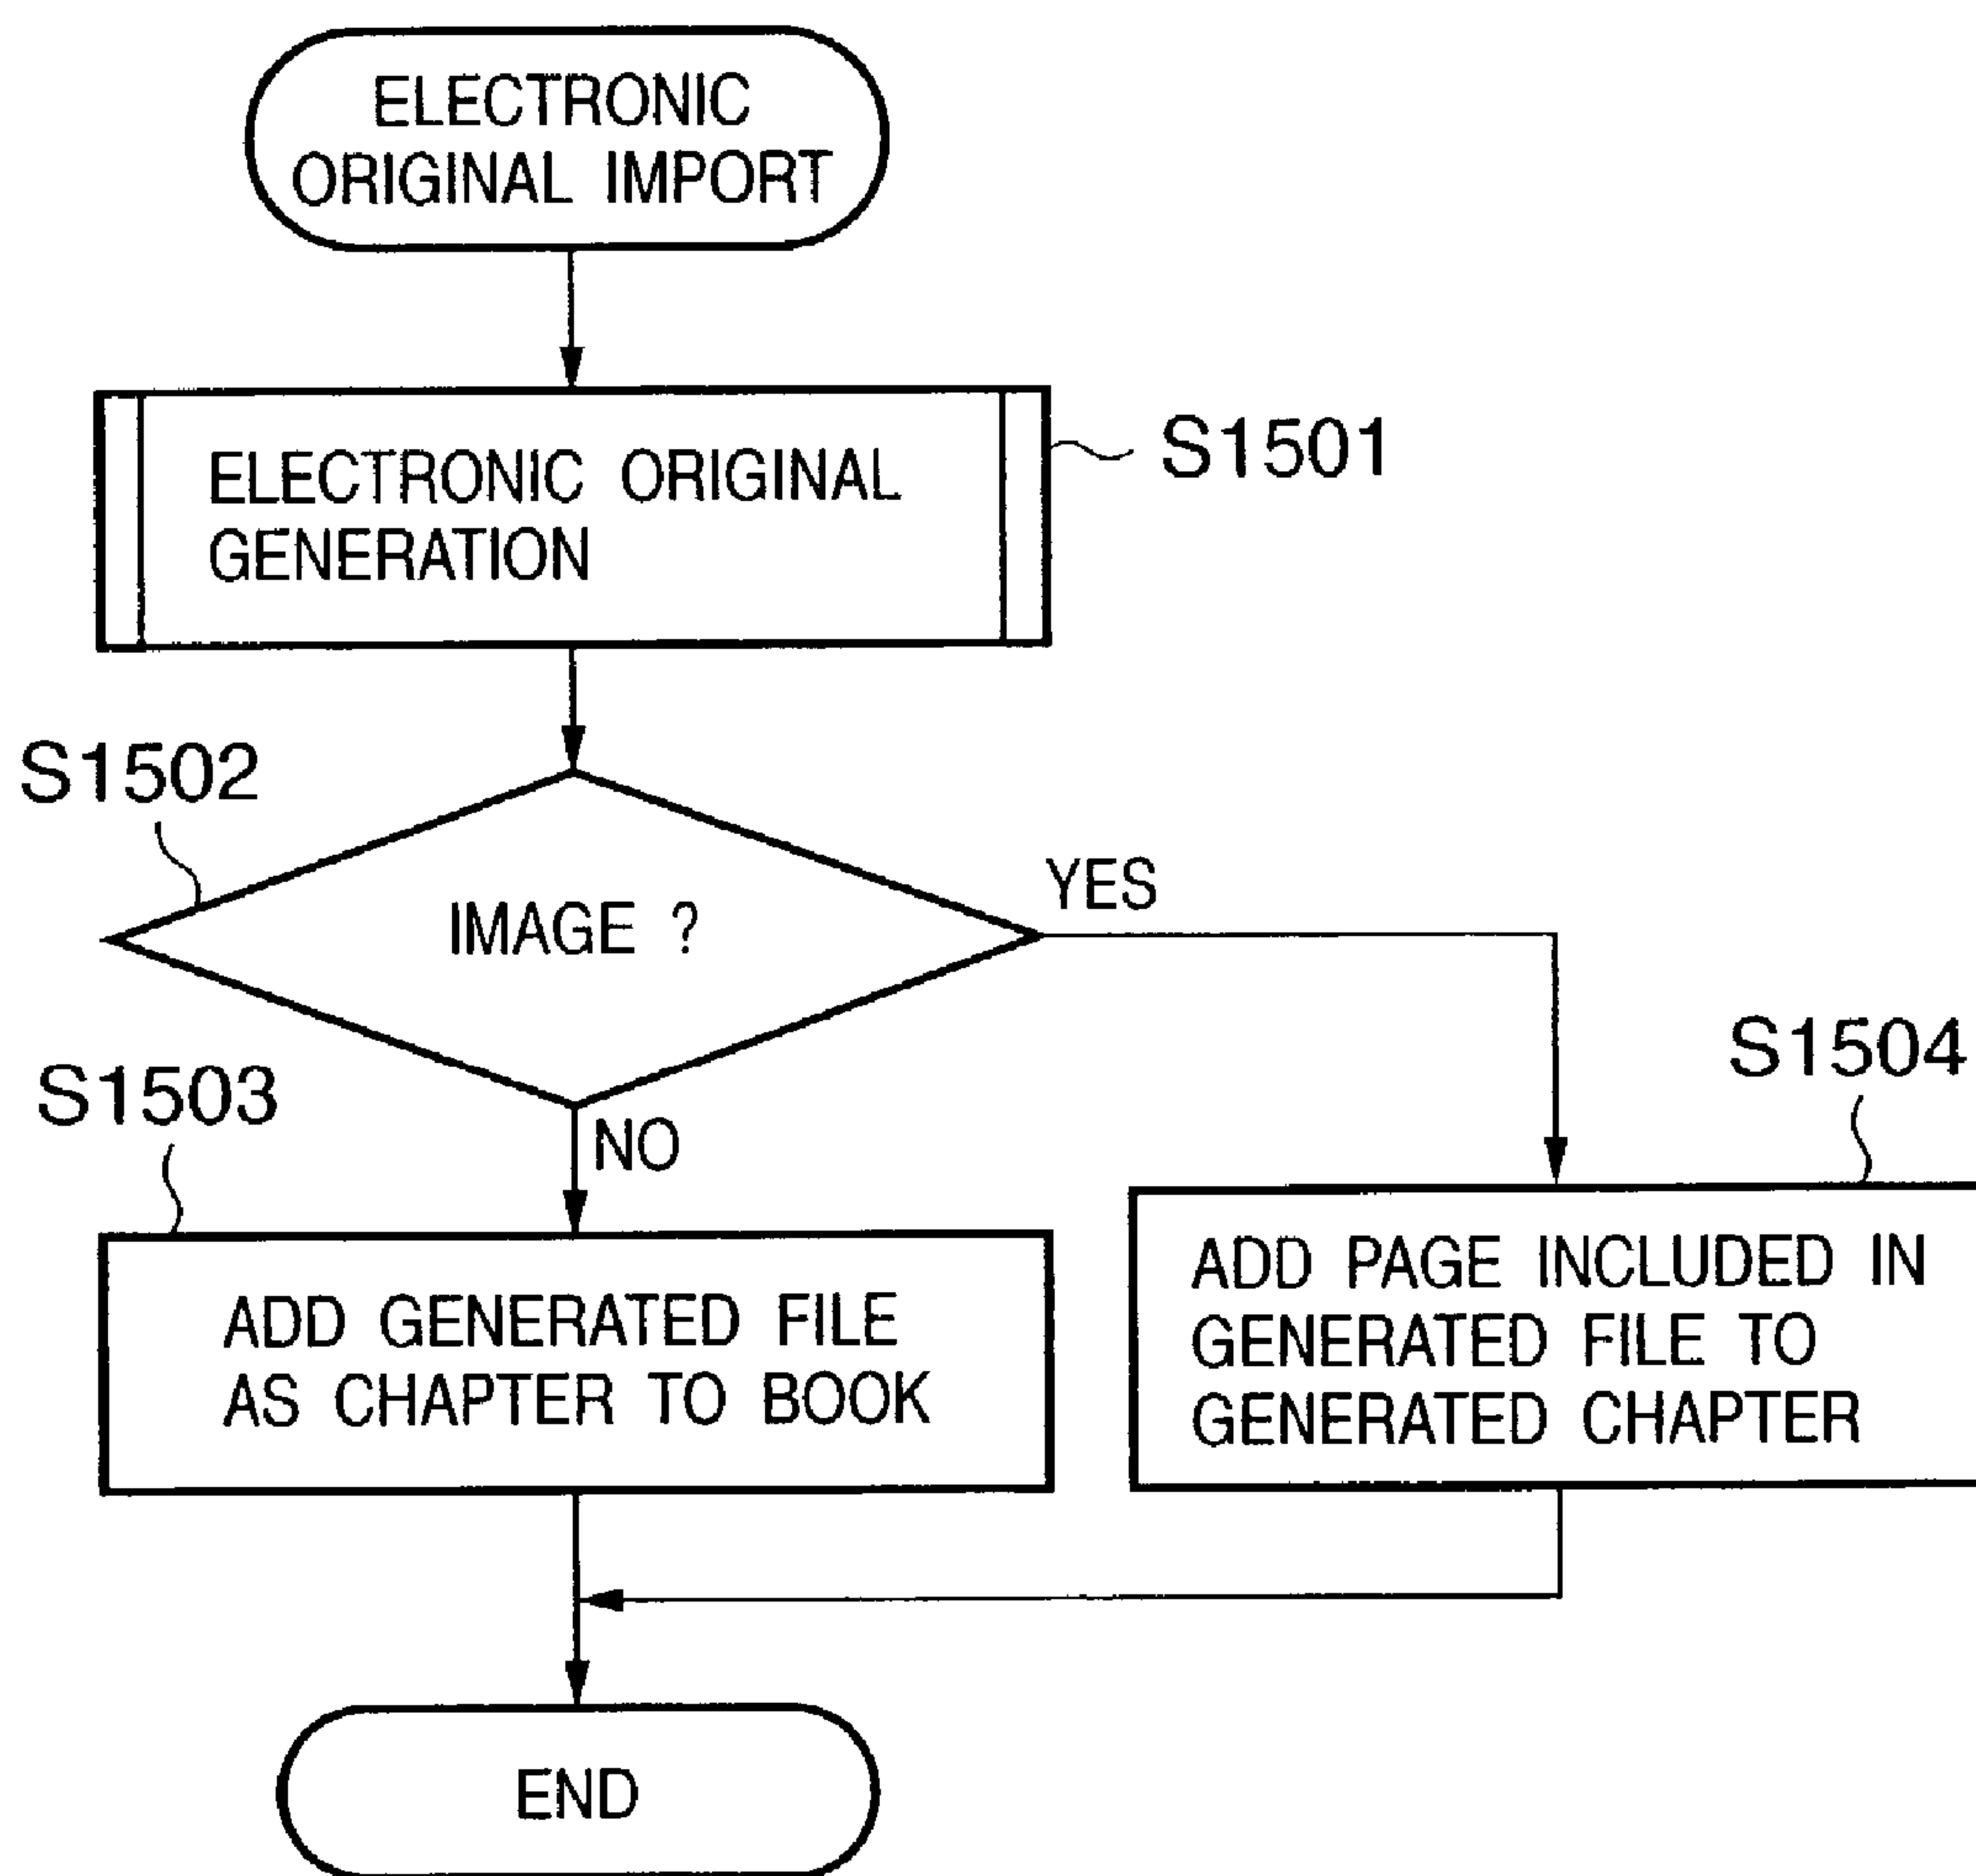 ELECTRONIC
ORIGINAL IMPORT
ELECTRONIC ORIGINAL
GENERATION
S1501
S1502
IMAGE ?
YES
NO
S1503
ADD GENERATED FILE
AS CHAPTER TO BOOK
S1504
ADD PAGE INCLUDED IN
GENERATED FILE TO
GENERATED CHAPTER
END